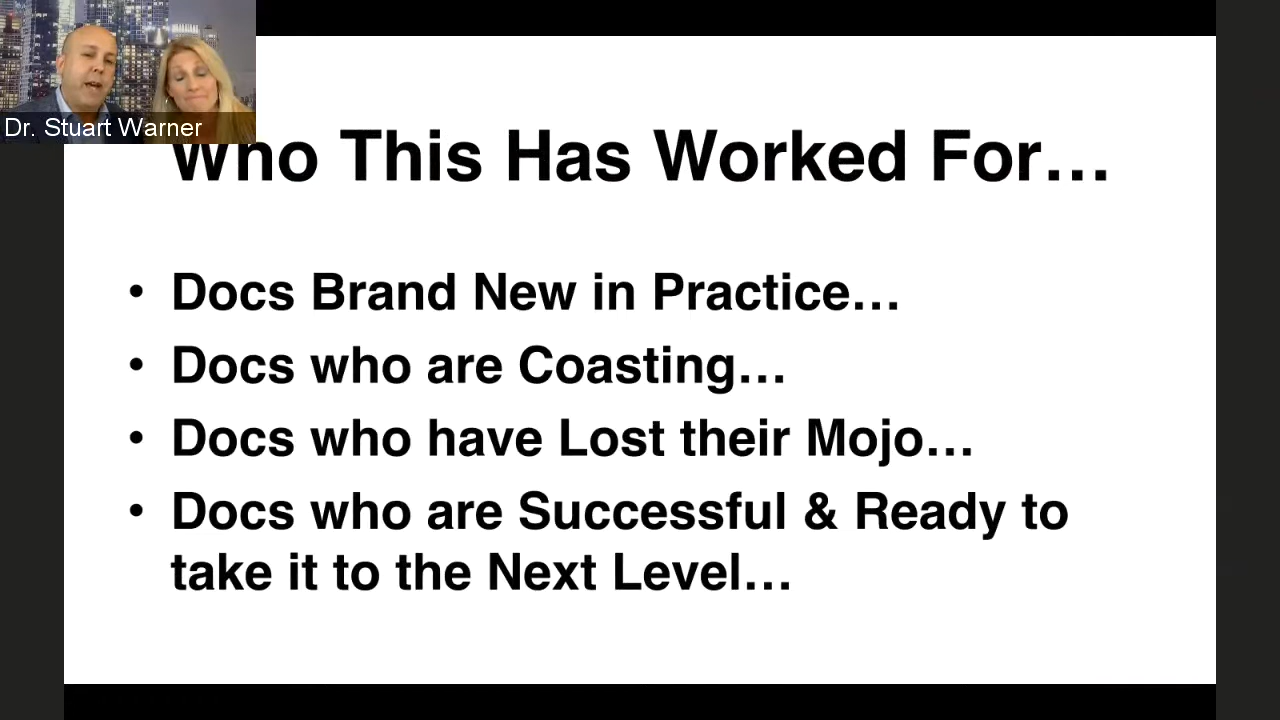 Dr. Stuart Warner
Who This Has Worked For…
• Docs Brand New in Practice…
• Docs who are Coasting…
• Docs who have Lost their Mojo…
• Docs who are Successful & Ready to
take it to the Next Level…